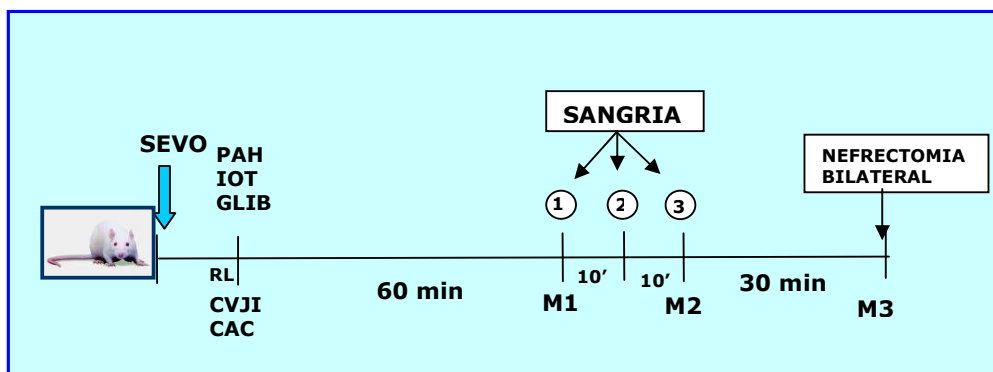 SANGRIA
SEVO
PAH
IOT
GLIB
NEFRECTOMIA
BILATERAL
1 2 3
RL
CVJI
CAC
60 min
M1
10’
10’
M2
30 min
M3